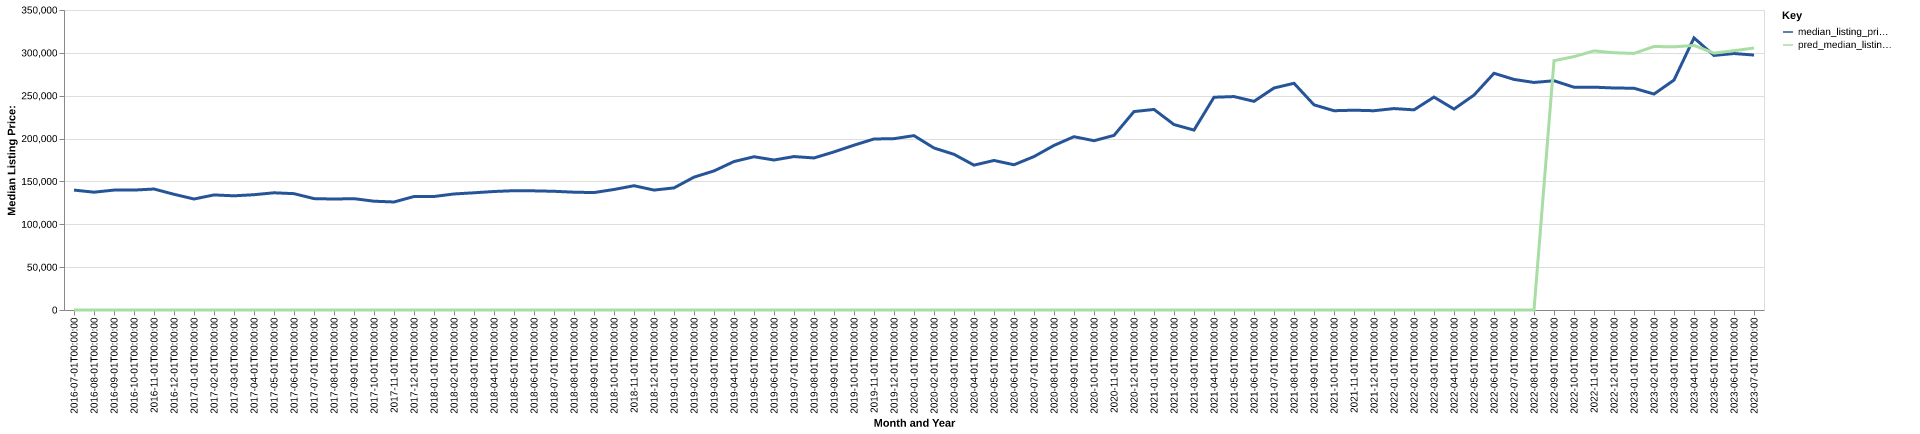 350,000
300,000
250,000
200,000
150,000
100,000
50,000
0
Median Listing Price:
2016-07-01T00:00:00
2016-08-01T00:00:00
2016-09-01T00:00:00
2016-10-01T00:00:00
2016-11-01T00:00:00
2016-12-01T00:00:00
2017-01-01T00:00:00
2017-02-01T00:00:00
2017-03-01T00:00:00
2017-04-01T00:00:00
2017-05-01T00:00:00
2017-06-01T00:00:00
2017-07-01T00:00:00
2017-08-01T00:00:00
2017-09-01T00:00:00
2017-10-01T00:00:00
2017-11-01T00:00:00
2017-12-01T00:00:00
2018-01-01T00:00:00
2018-02-01T00:00:00
2018-03-01T00:00:00
2018-04-01T00:00:00
2018-05-01T00:00:00
2018-06-01T00:00:00
2018-07-01T00:00:00
2018-08-01T00:00:00
2018-09-01T00:00:00
2018-10-01T00:00:00
2018-11-01T00:00:00
2018-12-01T00:00:00
2019-01-01T00:00:00
2019-02-01T00:00:00
2019-03-01T00:00:00
2019-04-01T00:00:00
2019-05-01T00:00:00
2019-06-01T00:00:00
2019-07-01T00:00:00
2019-08-01T00:00:00
2019-09-01T00:00:00
2019-10-01T00:00:00
2019-11-01T00:00:00
2019-12-01T00:00:00
2020-01-01T00:00:00
2020-02-01T00:00:00
2020-03-01T00:00:00
2020-04-01T00:00:00
2020-05-01T00:00:00
2020-06-01T00:00:00
2020-07-01T00:00:00
2020-08-01T00:00:00
2020-09-01T00:00:00
2020-10-01T00:00:00
2020-11-01T00:00:00
2020-12-01T00:00:00
2021-01-01T00:00:00
2021-02-01T00:00:00
2021-03-01T00:00:00
2021-04-01T00:00:00
2021-05-01T00:00:00
2021-06-01T00:00:00
2021-07-01T00:00:00
2021-08-01T00:00:00
2021-09-01T00:00:00
2021-10-01T00:00:00
2021-11-01T00:00:00
2021-12-01T00:00:00
2022-01-01T00:00:00
2022-02-01T00:00:00
2022-03-01T00:00:00
2022-04-01T00:00:00
2022-05-01T00:00:00
2022-06-01T00:00:00
2022-07-01T00:00:00
2022-08-01T00:00:00
2022-09-01T00:00:00
2022-10-01T00:00:00
2022-11-01T00:00:00
2022-12-01T00:00:00
2023-01-01T00:00:00
2023-02-01T00:00:00
2023-03-01T00:00:00
2023-04-01T00:00:00
2023-05-01T00:00:00
2023-06-01T00:00:00
2023-07-01T00:00:00
Month and Year
Key
median_listing_pri…
pred_median_listin…